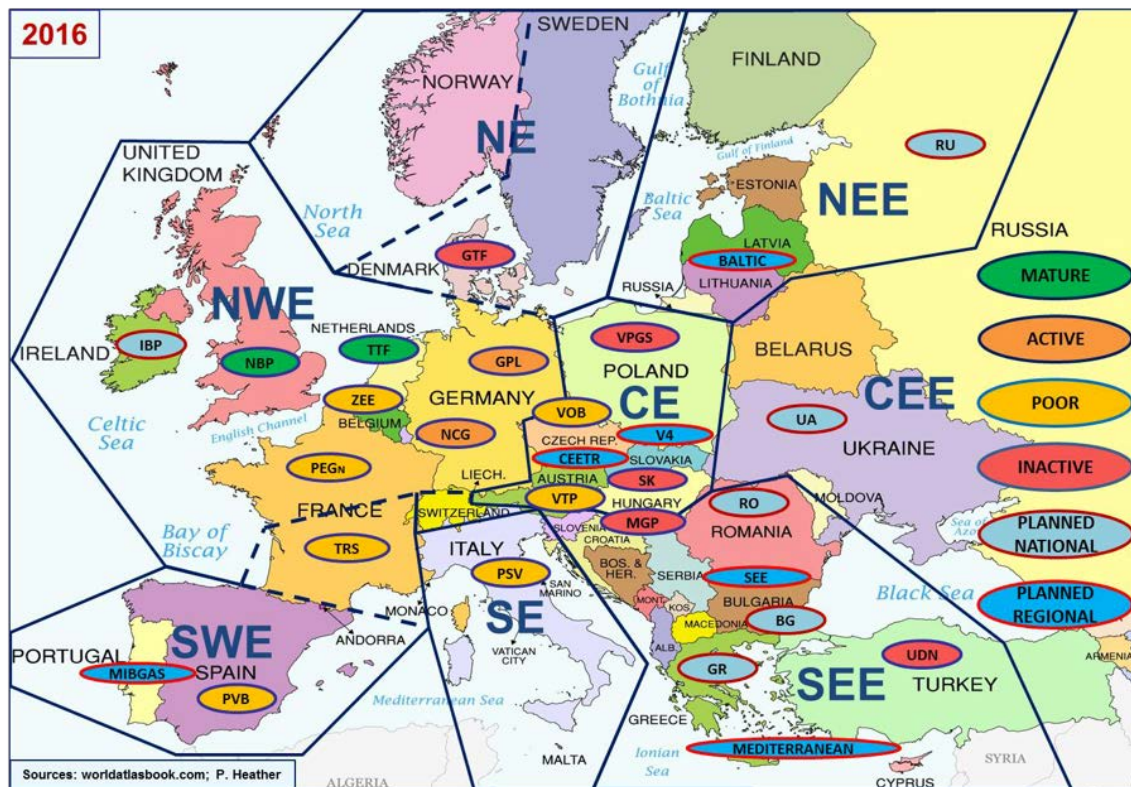 2016
SWEDEN
NORWAY
FINLAND
Gulf
of
Bothnia
NE
RU
UNITED
KINGDOM
Gulf of Finland
ESTONIA
NEE
North
Sea
Baltic
Sea
RUSSIA
LATVIA
GTF
BALTIC
DENMARK
LITHUANIA
MATURE
RUSSIA
NWE
NETHERLANDS
VPGS
ACTIVE
IRELAND
IBP
NBP
TTF
GPL
POLAND
BELARUS
ZEE
GERMANY
VOB
CE
CEE
POOR
Celtic
Sea
English Channel
BELGIUM
NCG
CZECH REP.
V4
UA
UKRAINE
CEETR
SLOVAKIA
PEGN
LIECH.
AUSTRIA
SK
INACTIVE
FRANCE
SWITZERLAND
VTP
HUNGARY
RO
MOLDOVA
Bay of
Biscay
SLOVENIA
MGP
ROMANIA
Sea of
Azo
PLANNED
NATIONAL
TRS
ITALY
CROATIA
PSV
BOS. &
HER.
SERBIA
SEE
SAN
MARINO
Black Sea
PLANNED
REGIONAL
MONACO
SE
MONT.
KOS.
BULGARIA
MACEDONIA
BG
ANDORRA
SWE
PORTUGAL
SPAIN
VATICAN
CITY
ALB.
UDN
ARMENIA
MIBGAS
GR
SEE
TURKEY
PVB
Mediterranean Sea
GREECE
MEDITERRANEAN
Ionian
Sea
MALTA
SYRIA
Sources: worldatlasbook.com; P. Heather
ALGERIA
CYPRUS